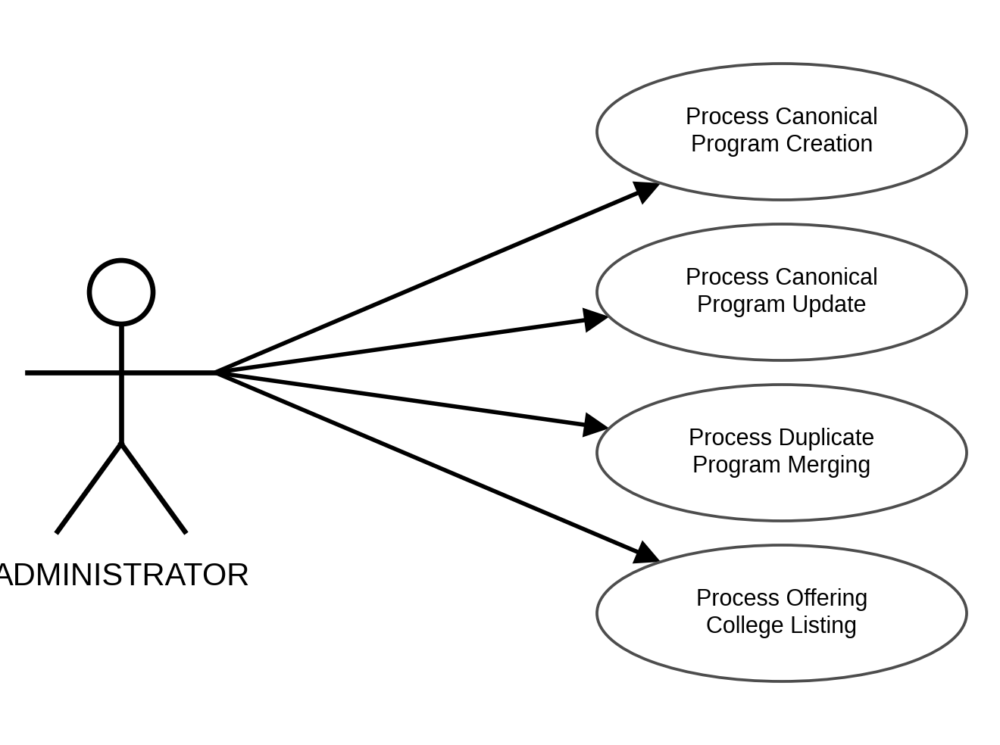 Process Canonical
Program Creation
Process Canonical
Program Update
Process Duplicate
Program Merging
Process Offering
College Listing
ADMINISTRATOR